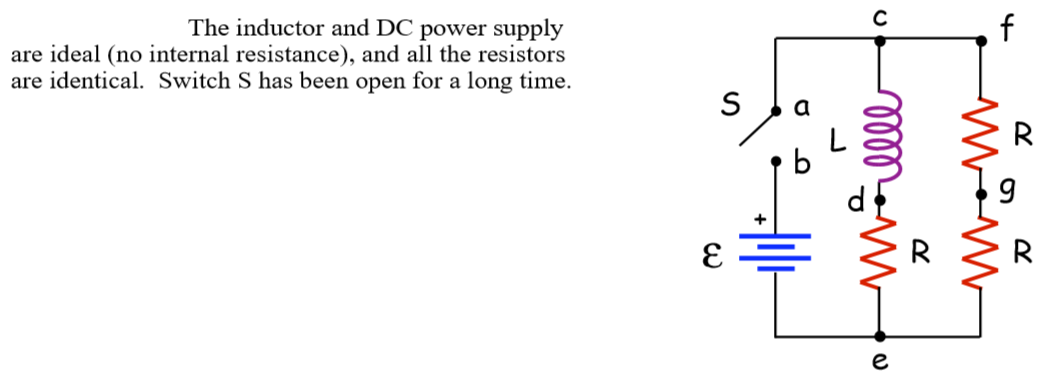 The inductor and DC power supply
are ideal (no internal resistance), and all the resistors
are identical.  Switch S has been open for a long time.
c
f
S
a
L
R
b
d
g
+
ε
R
R
e